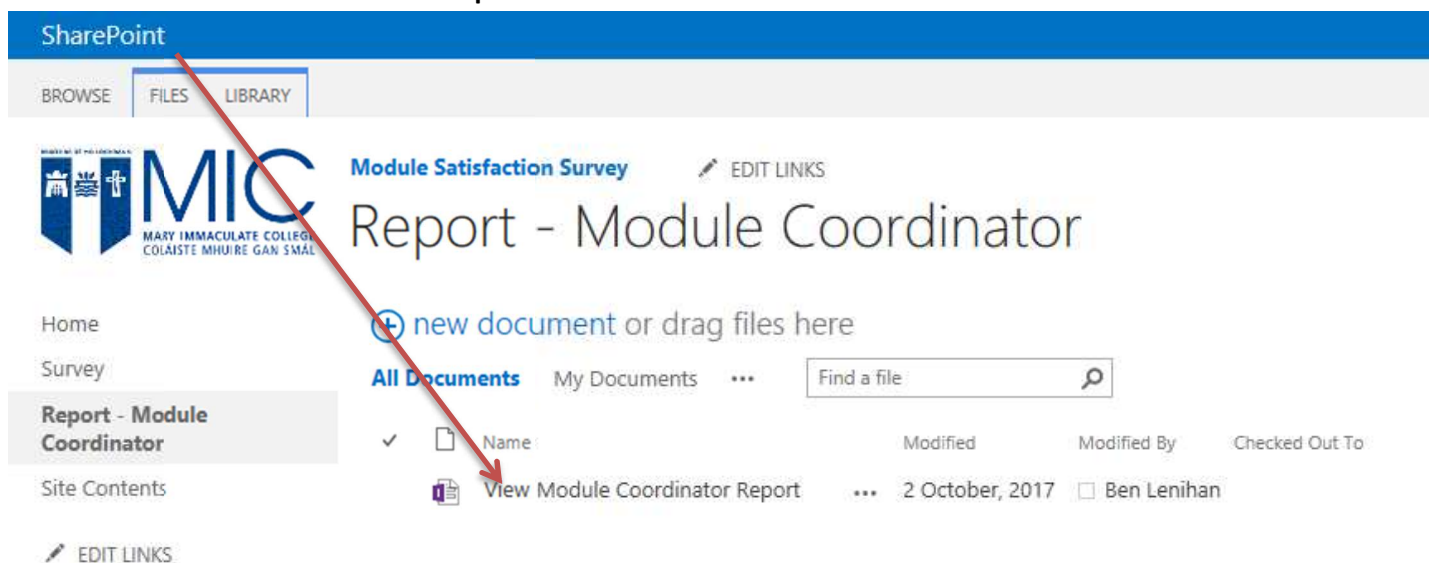 SharePoint
BROWSE FILES LIBRARY
MIC
MARY IMMACULATE COLLEGE
COLÁISTE MHUIRE GAN SMÁL
Module Satisfaction Survey EDIT LINKS
Report - Module Coordinator
Home
Survey
Report - Module
Coordinator
Site Contents
EDIT LINKS
new document or drag files here
All Documents My Documents ••• Find a file
Name Modified Modified By Checked Out To
View Module Coordinator Report ••• 2 October, 2017 Ben Lenihan